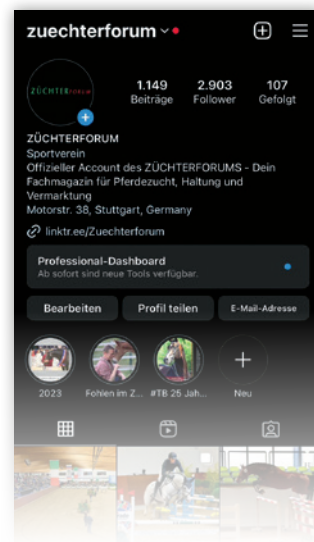 zuechterforum
ZÜCHTERFORUM
1.149 2.903 107
Beiträge Follower Gefolgt
ZÜCHTERFORUM
Sportverein
Offizieller Account des ZÜCHTERFORUMS - Dein
Fachmagazin für Pferdezucht, Haltung und
Vermarktung
Motorstr. 38, Stuttgart, Germany
linktr.ee/Zuechterforum
Professional-Dashboard
Ab sofort sind neue Tools verfügbar.
Bearbeiten Profil teilen E-Mail-Adresse
2023 Fohlen im Z... #TB 25 Jah... Neu